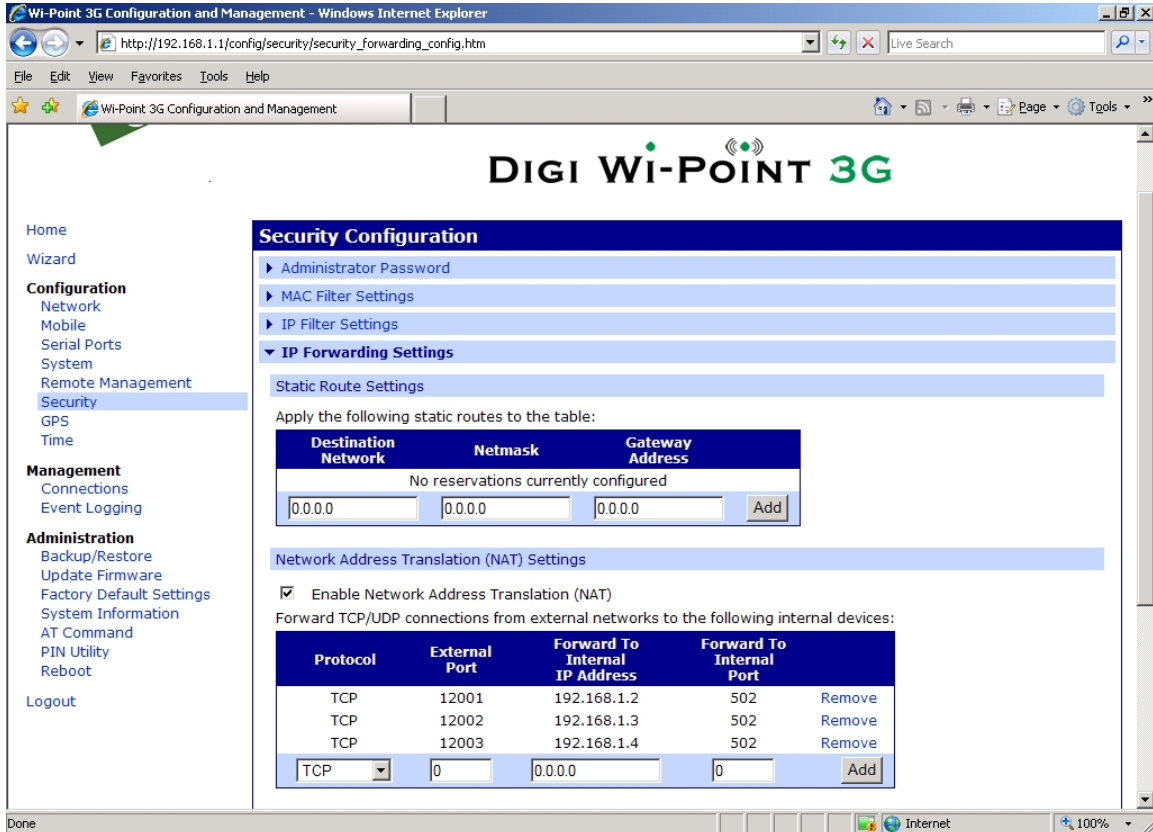 Wi-Point 3G Configuration and Management - Windows Internet Explorer
http://192.168.1.1/config/security/security_forwarding_config.htm
Live Search
File Edit View Favorites Tools Help
Wi-Point 3G Configuration and Management
Page Tools »
DIGI WI-POINT 3G
Home
Wizard
Configuration
Network
Mobile
Serial Ports
System
Remote Management
Security
GPS
Time
Management
Connections
Event Logging
Administration
Backup/Restore
Update Firmware
Factory Default Settings
System Information
AT Command
PIN Utility
Reboot
Logout
Security Configuration
Administrator Password
MAC Filter Settings
IP Filter Settings
IP Forwarding Settings
Static Route Settings
Apply the following static routes to the table:
Destination Network Netmask Gateway Address
No reservations currently configured
0.0.0.0 0.0.0.0 0.0.0.0 Add
Network Address Translation (NAT) Settings
Enable Network Address Translation (NAT)
Forward TCP/UDP connections from external networks to the following internal devices:
Protocol External Port Forward To Internal IP Address Forward To Internal Port
TCP 12001 192.168.1.2 502 Remove
TCP 12002 192.168.1.3 502 Remove
TCP 12003 192.168.1.4 502 Remove
TCP 0 0.0.0.0 0 Add
Done Internet 100%